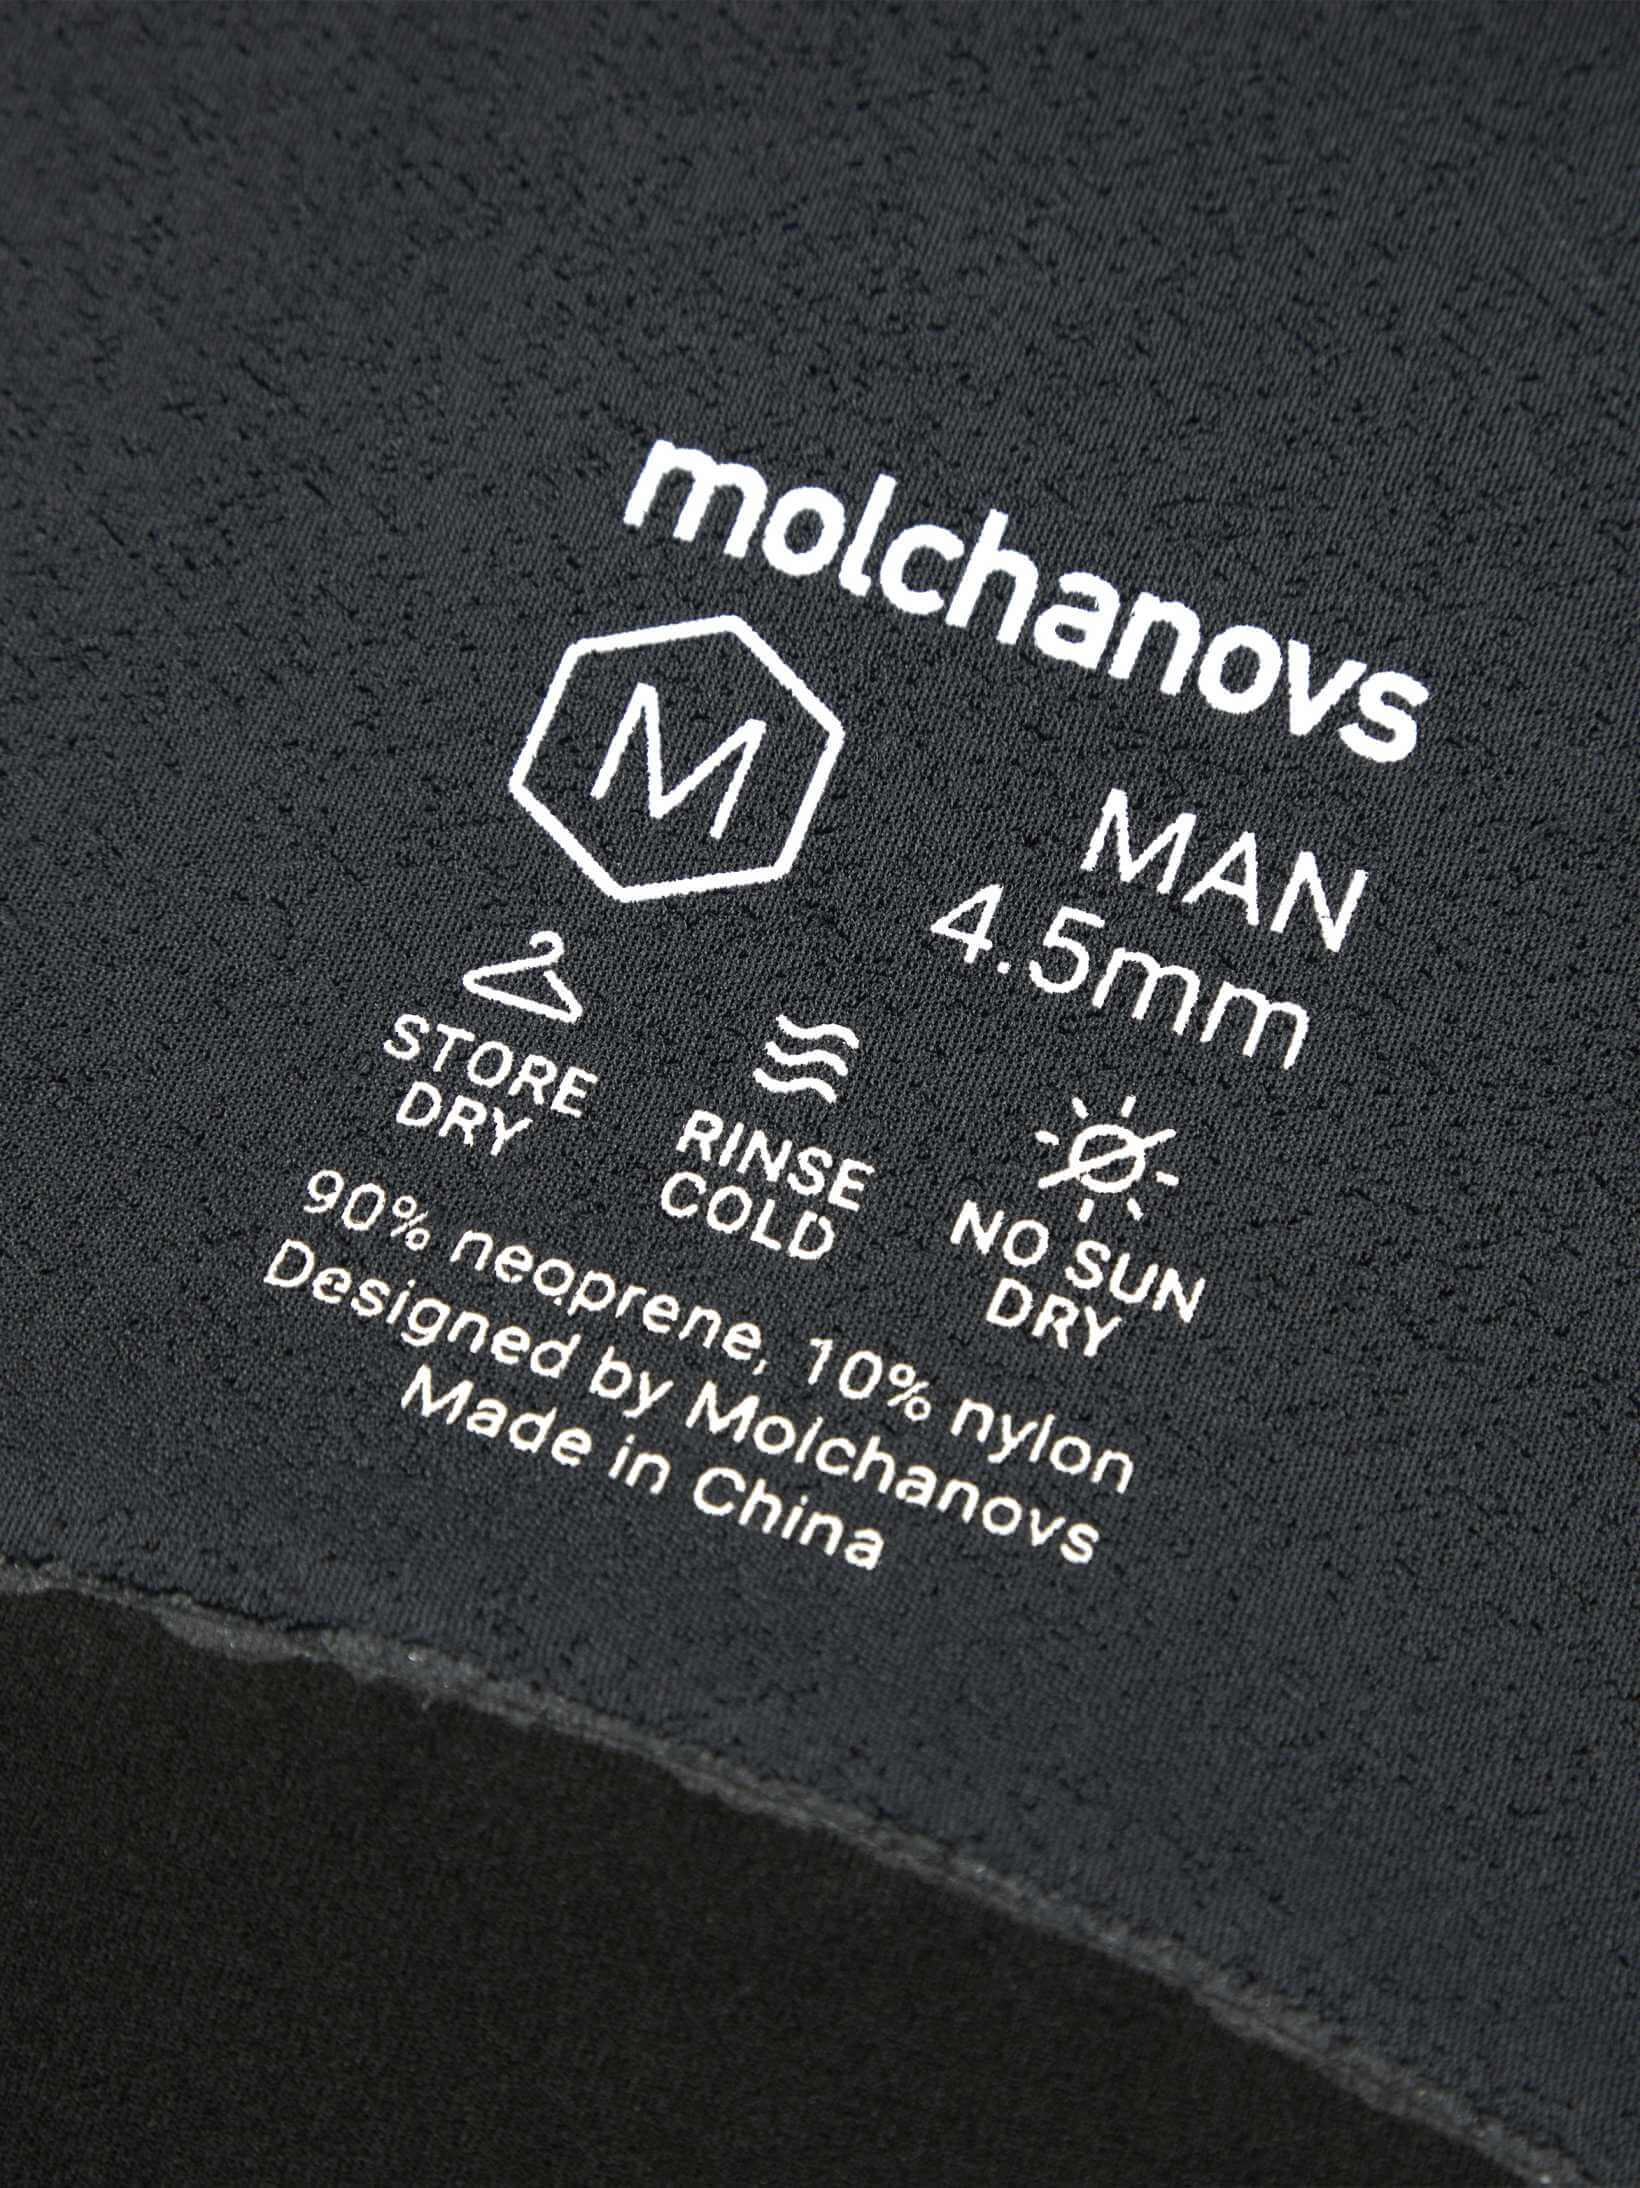 molchanovs
M
MAN
4.5mm
STORE
DRY
RINSE
COLD
NO SUN
DRY
90% neoprene, 10% nylon
Designed by Molchanovs
Made in China